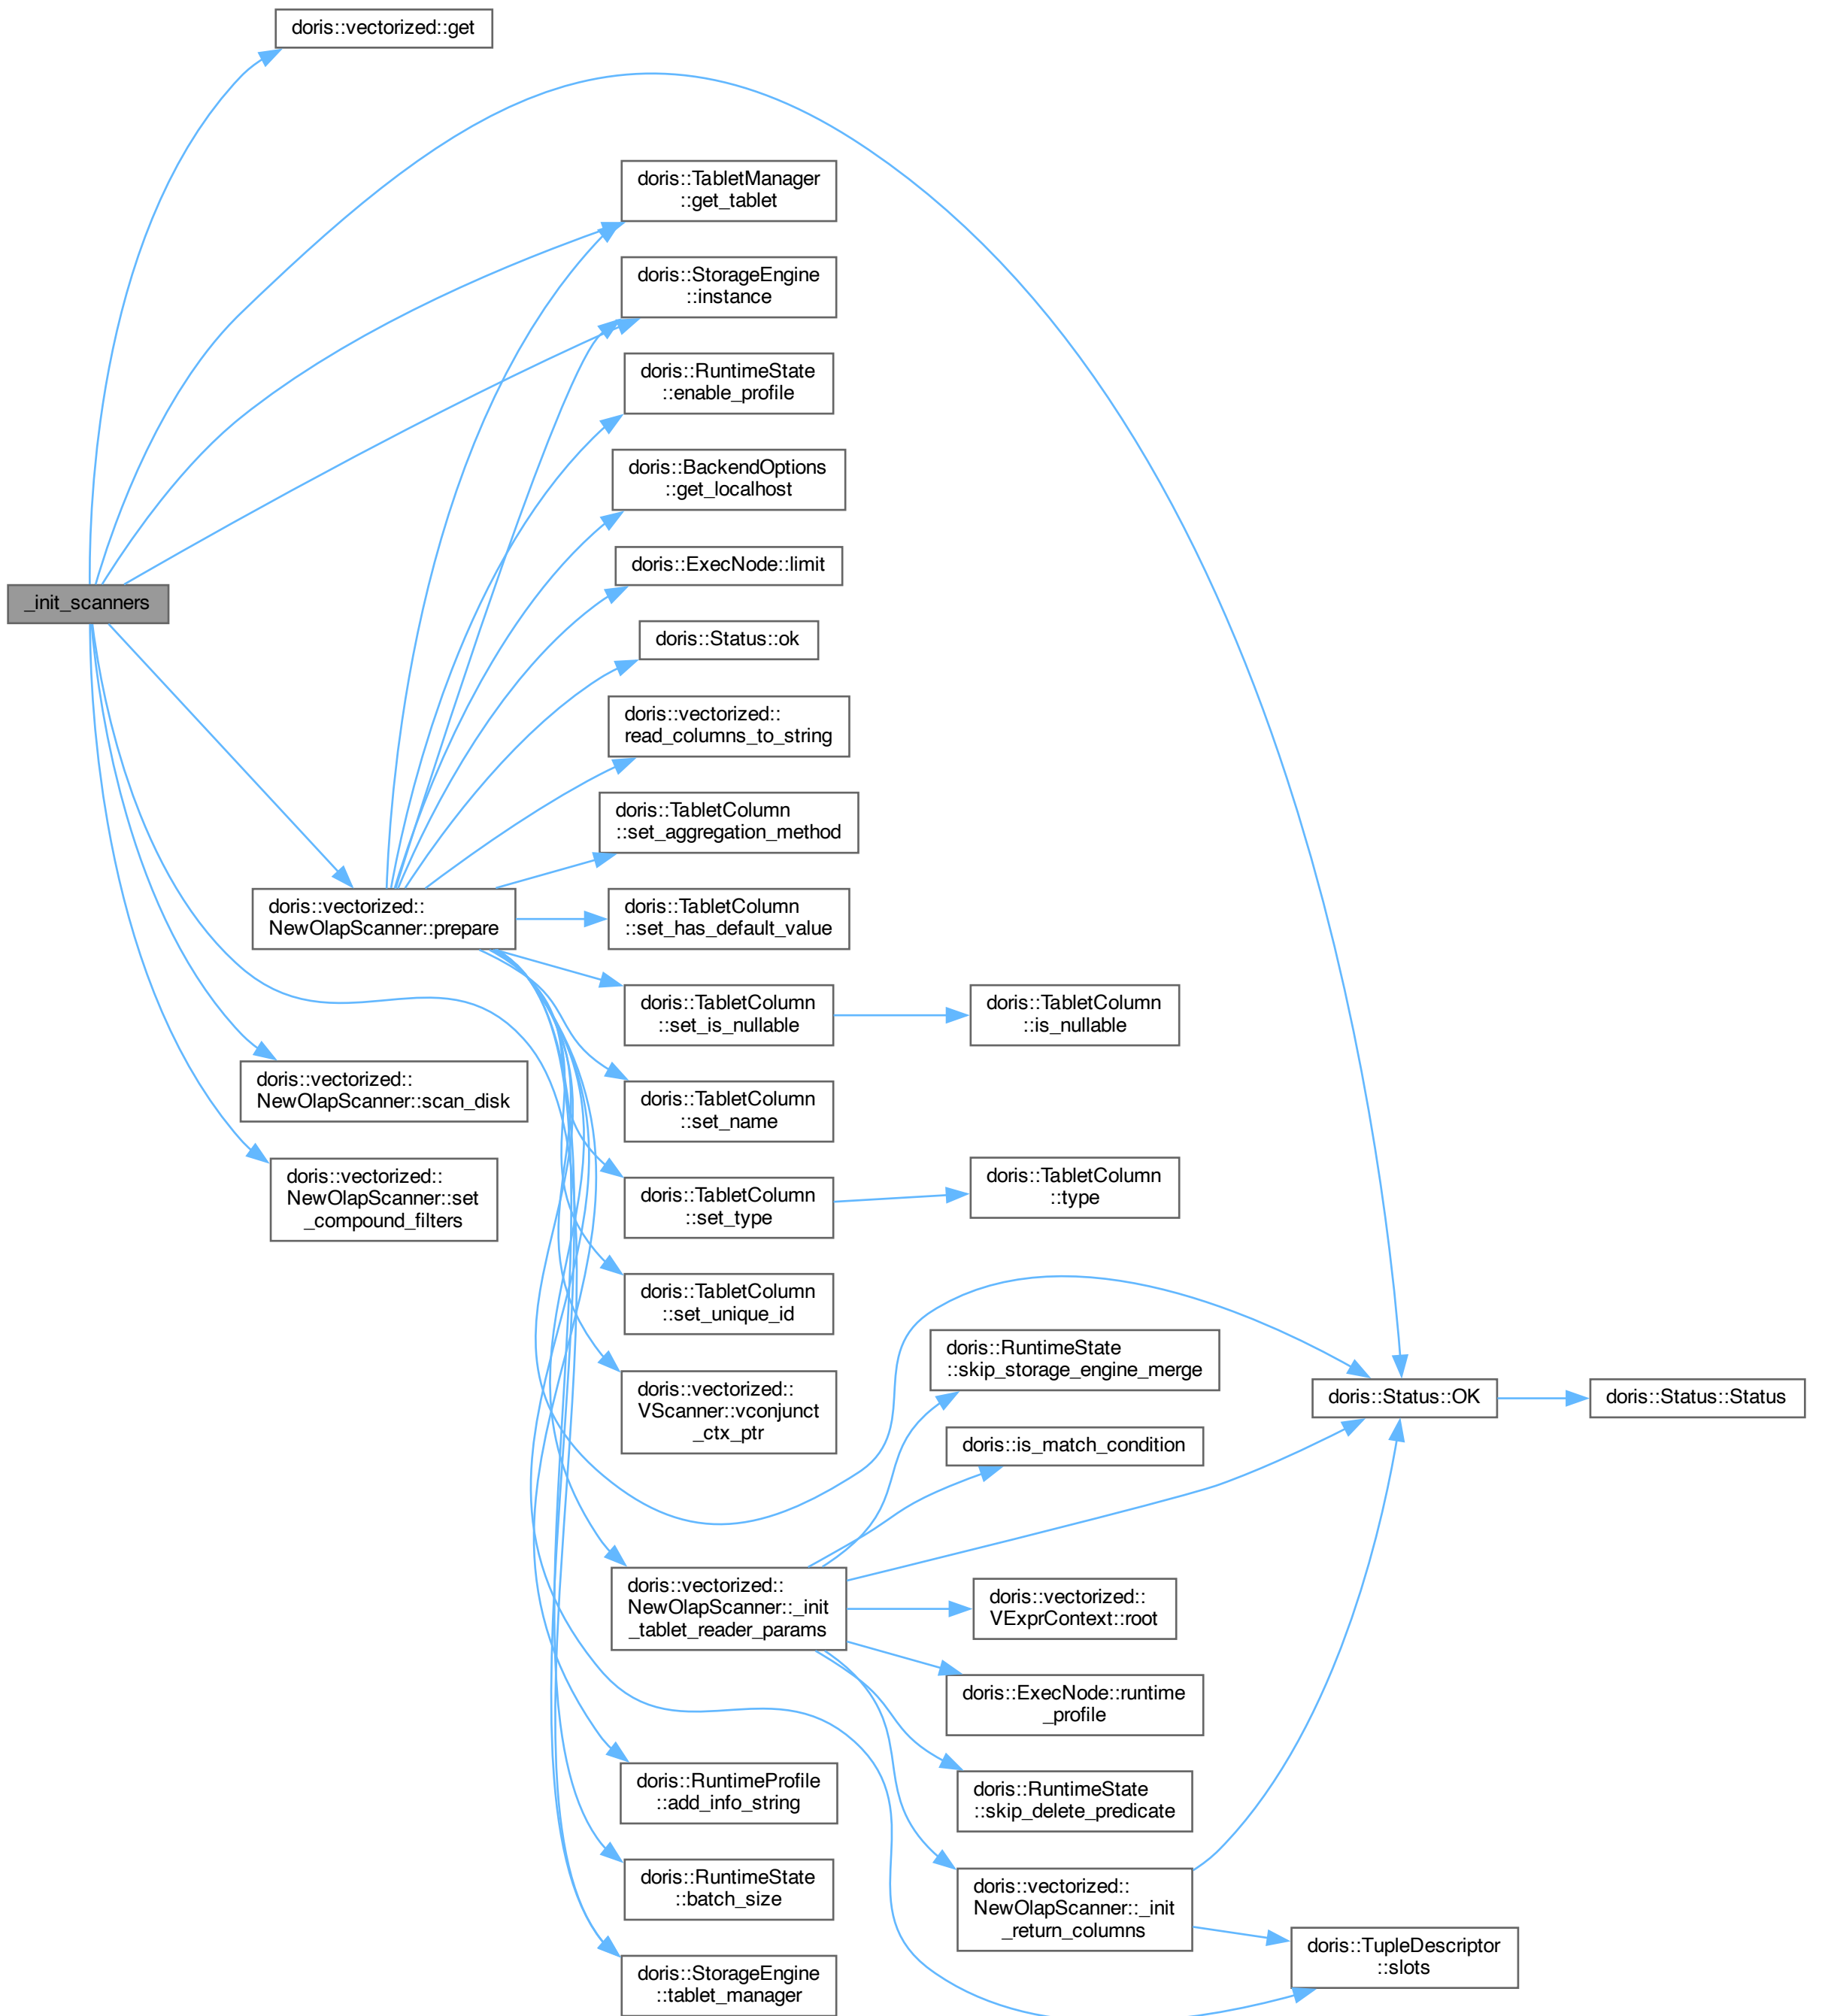 doris::vectorized::get
doris::TabletManager
::get_tablet
doris::StorageEngine
::instance
doris::RuntimeState
::enable_profile
doris::BackendOptions
::get_localhost
doris::ExecNode::limit
_init_scanners
doris::Status::ok
doris::vectorized::
read_columns_to_string
doris::TabletColumn
::set_aggregation_method
doris::vectorized::
NewOlapScanner::prepare
doris::TabletColumn
::set_has_default_value
doris::TabletColumn
::set_is_nullable
doris::TabletColumn
::is_nullable
doris::vectorized::
NewOlapScanner::scan_disk
doris::TabletColumn
::set_name
doris::vectorized::
NewOlapScanner::set
_compound_filters
doris::TabletColumn
::set_type
doris::TabletColumn
::type
doris::TabletColumn
::set_unique_id
doris::RuntimeState
::skip_storage_engine_merge
doris::vectorized::
VScanner::vconjunct
_ctx_ptr
doris::Status::OK
doris::Status::Status
doris::is_match_condition
doris::vectorized::
NewOlapScanner::_init
_tablet_reader_params
doris::vectorized::
VExprContext::root
doris::ExecNode::runtime
_profile
doris::RuntimeProfile
::add_info_string
doris::RuntimeState
::skip_delete_predicate
doris::RuntimeState
::batch_size
doris::vectorized::
NewOlapScanner::_init
_return_columns
doris::TupleDescriptor
::slots
doris::StorageEngine
::tablet_manager